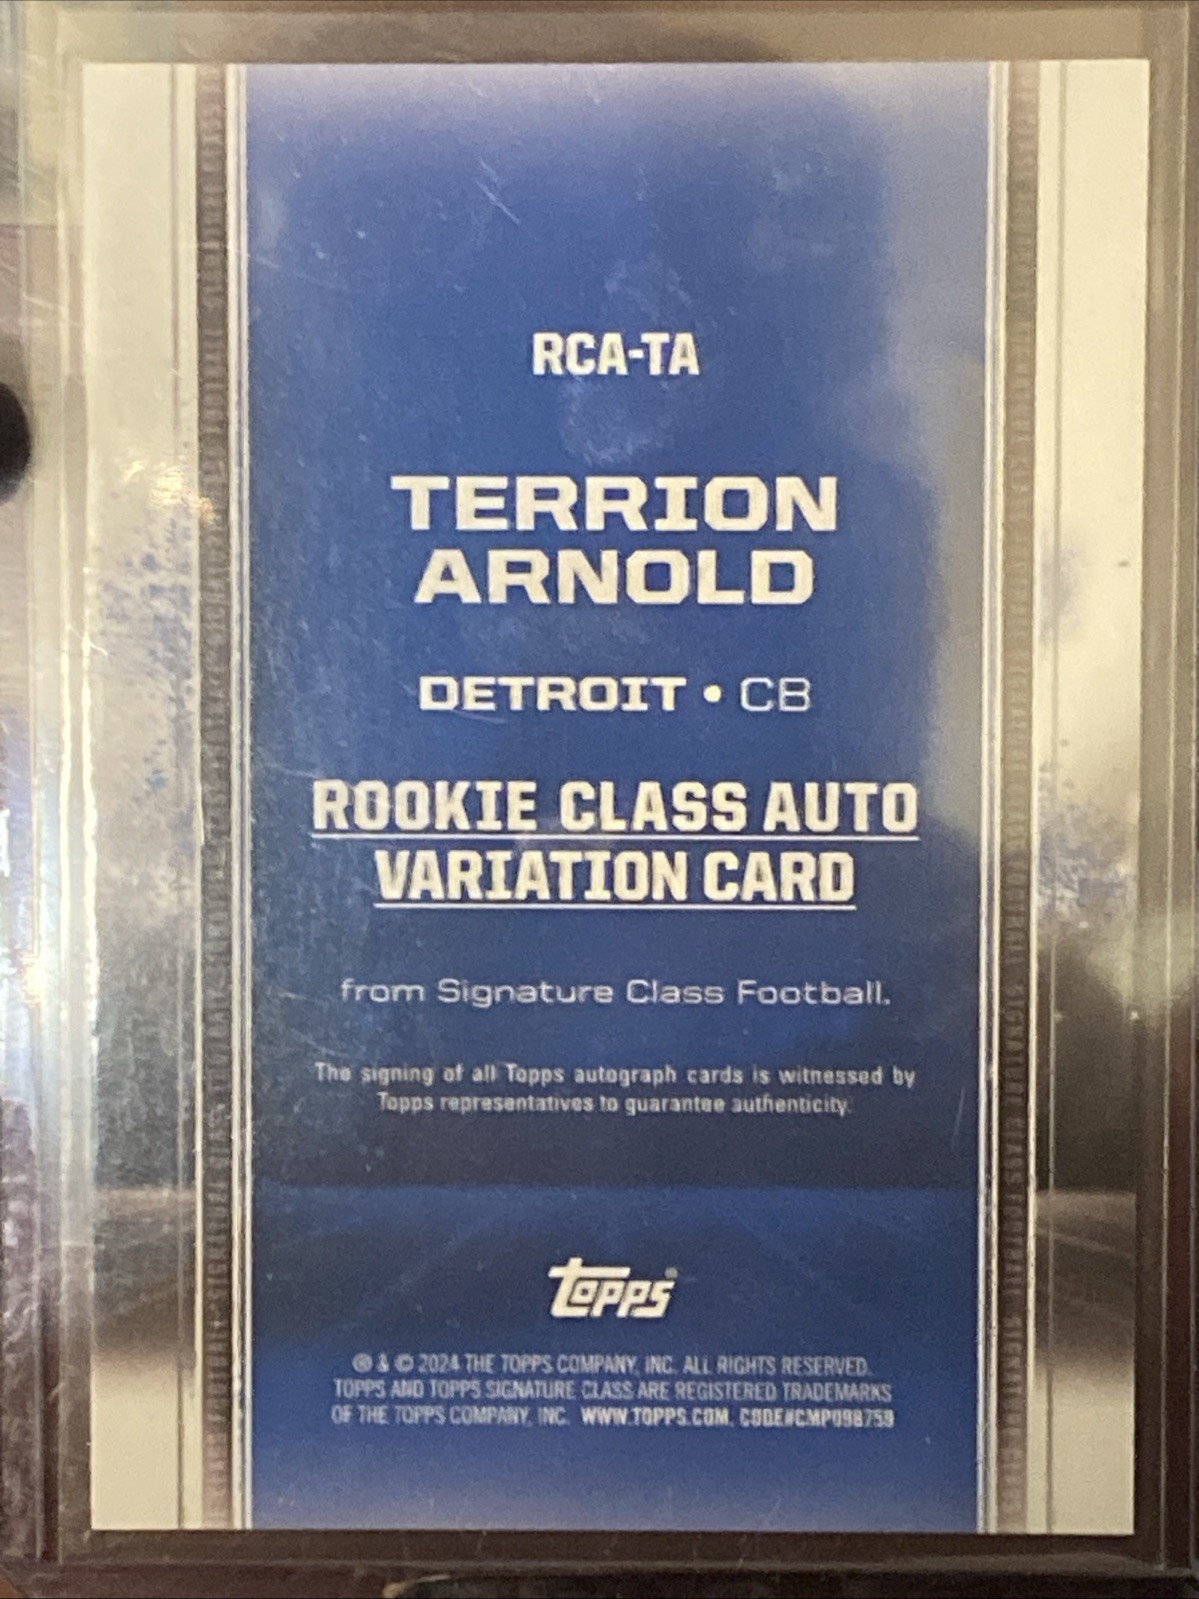 RCA-TA
TERRION
ARNOLD
DETROIT • CB
ROOKIE CLASS AUTO
VARIATION CARD
from Signature Class Football.
The signing of all Topps autograph cards is witnessed by
Topps representatives to guarantee authenticity.
topps®
® & © 2024 THE TOPPS COMPANY, INC. ALL RIGHTS RESERVED.
TOPPS AND TOPPS SIGNATURE CLASS ARE REGISTERED TRADEMARKS
OF THE TOPPS COMPANY, INC. WWW.TOPPS.COM. CODE#CMP098759